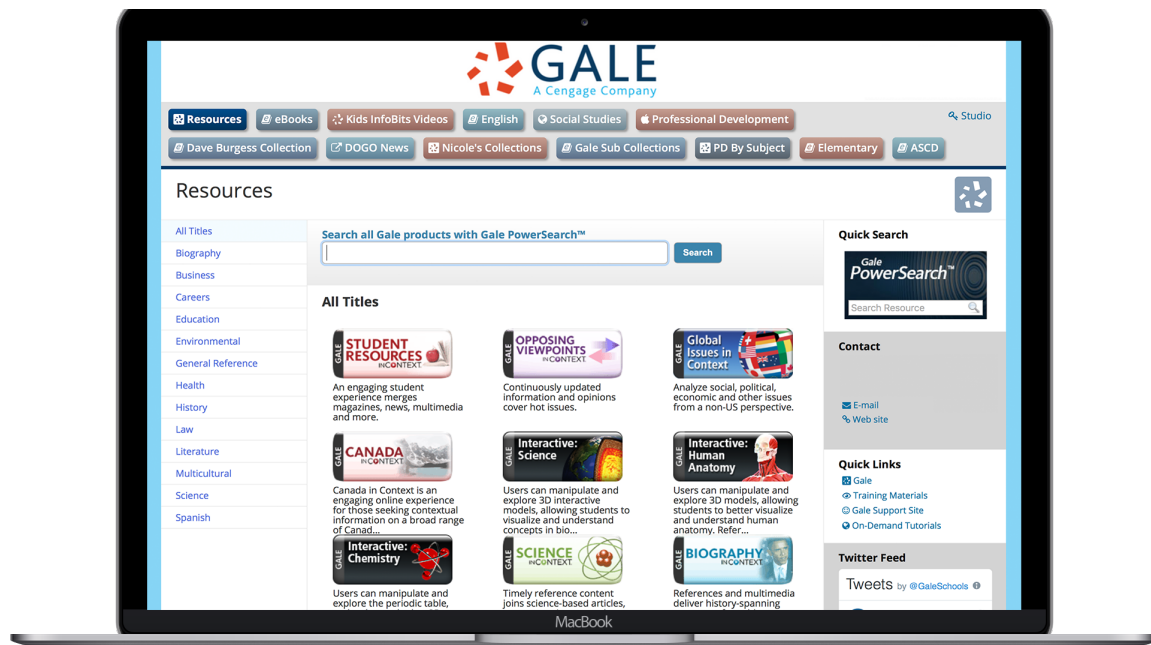 GALE
A Cengage Company
Resources eBooks Kids InfoBits Videos English Social Studies Professional Development
Studio
Dave Burgess Collection DOGO News Nicole's Collections Gale Sub Collections PD By Subject Elementary ASCD
Resources
All Titles
Biography
Business
Careers
Education
Environmental
General Reference
Health
History
Law
Literature
Multicultural
Science
Spanish
Search all Gale products with Gale PowerSearch™
Search
All Titles
GALE
STUDENT
RESOURCES
IN CONTEXT
An engaging student
experience merges
magazines, news, multimedia
and more.
GALE
OPPOSING
VIEWPOINTS
IN CONTEXT
Continuously updated
information and opinions
cover hot issues.
GALE
Global
Issues in
Context
Analyze social, political,
economic and other issues
from a non-US perspective.
GALE
CANADA
IN CONTEXT
Canada in Context is an
engaging online experience
for those seeking contextual
information on a broad range
of Canad...
GALE
Interactive:
Science
Users can manipulate and
explore 3D interactive
models, allowing students to
visualize and understand
concepts in bio...
GALE
Interactive:
Human
Anatomy
Users can manipulate and
explore 3D models, allowing
students to better visualize
and understand human
anatomy. Refer...
GALE
Interactive:
Chemistry
Users can manipulate and
explore the periodic table,
GALE
SCIENCE
IN CONTEXT
Timely reference content
joins science-based articles,
GALE
BIOGRAPHY
IN CONTEXT
References and multimedia
deliver history-spanning
Quick Search
Gale
PowerSearch™
Search Resource
Contact
E-mail
Web site
Quick Links
Gale
Training Materials
Gale Support Site
On-Demand Tutorials
Twitter Feed
Tweets by @GaleSchools
MacBook